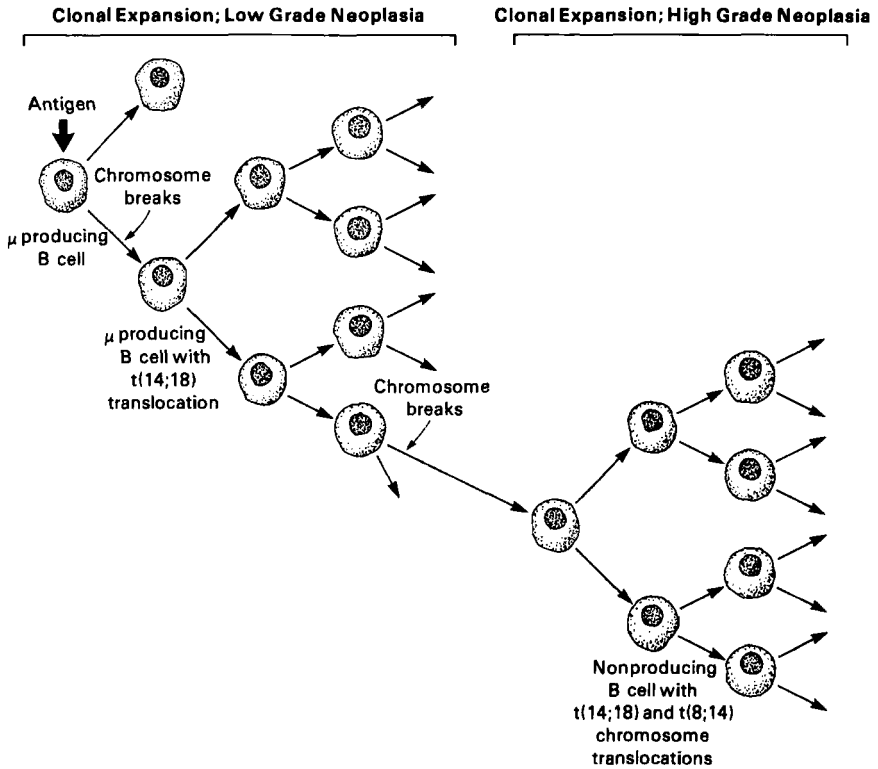 Clonal Expansion; Low Grade Neoplasia
Clonal Expansion; High Grade Neoplasia
Antigen
Chromosome
breaks
μ producing
B cell
μ producing
B cell with
t(14;18)
translocation
Chromosome
breaks
Nonproducing
B cell with
t(14;18) and t(8;14)
chromosome
translocations